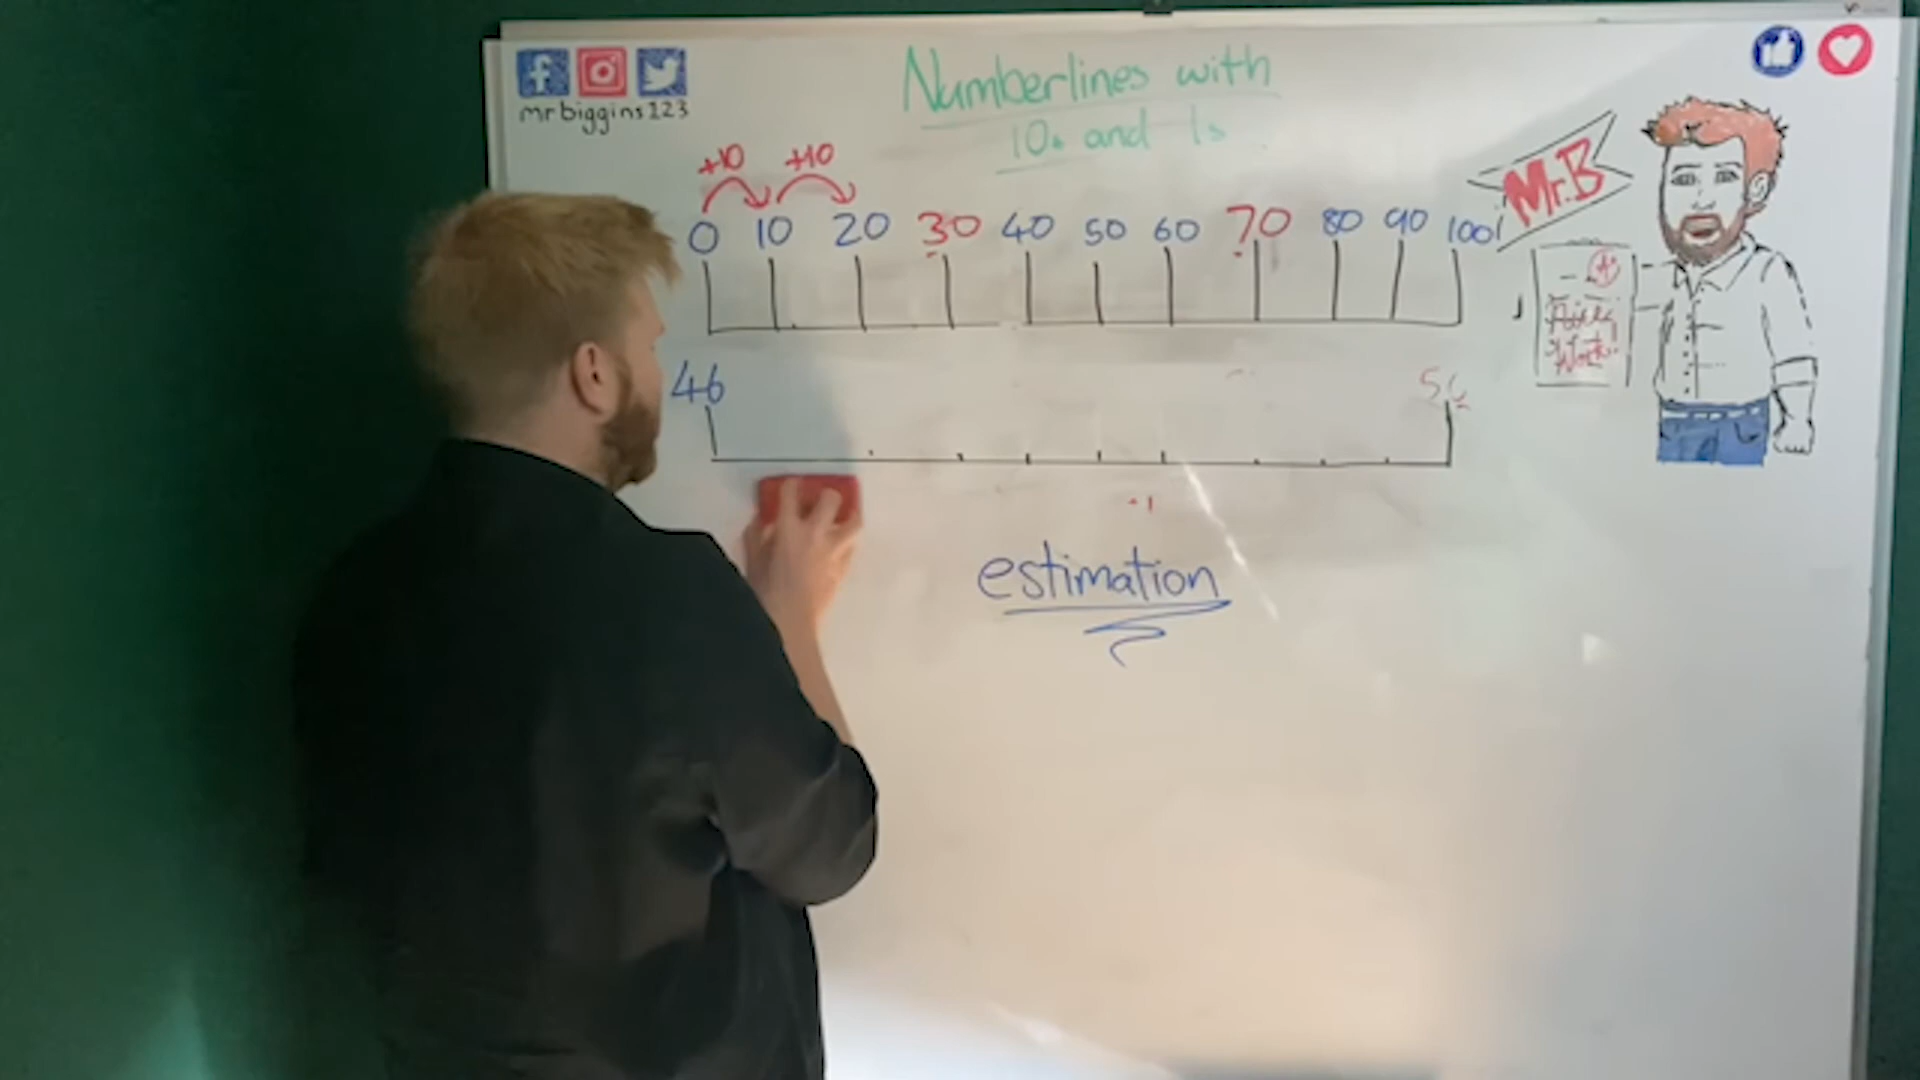 mrbiggins123
Numberlines with
10s and 1s
+10 +10
0 10 20 30 40 50 60 70 80 90 100
Mr.B
A+
46
estimation